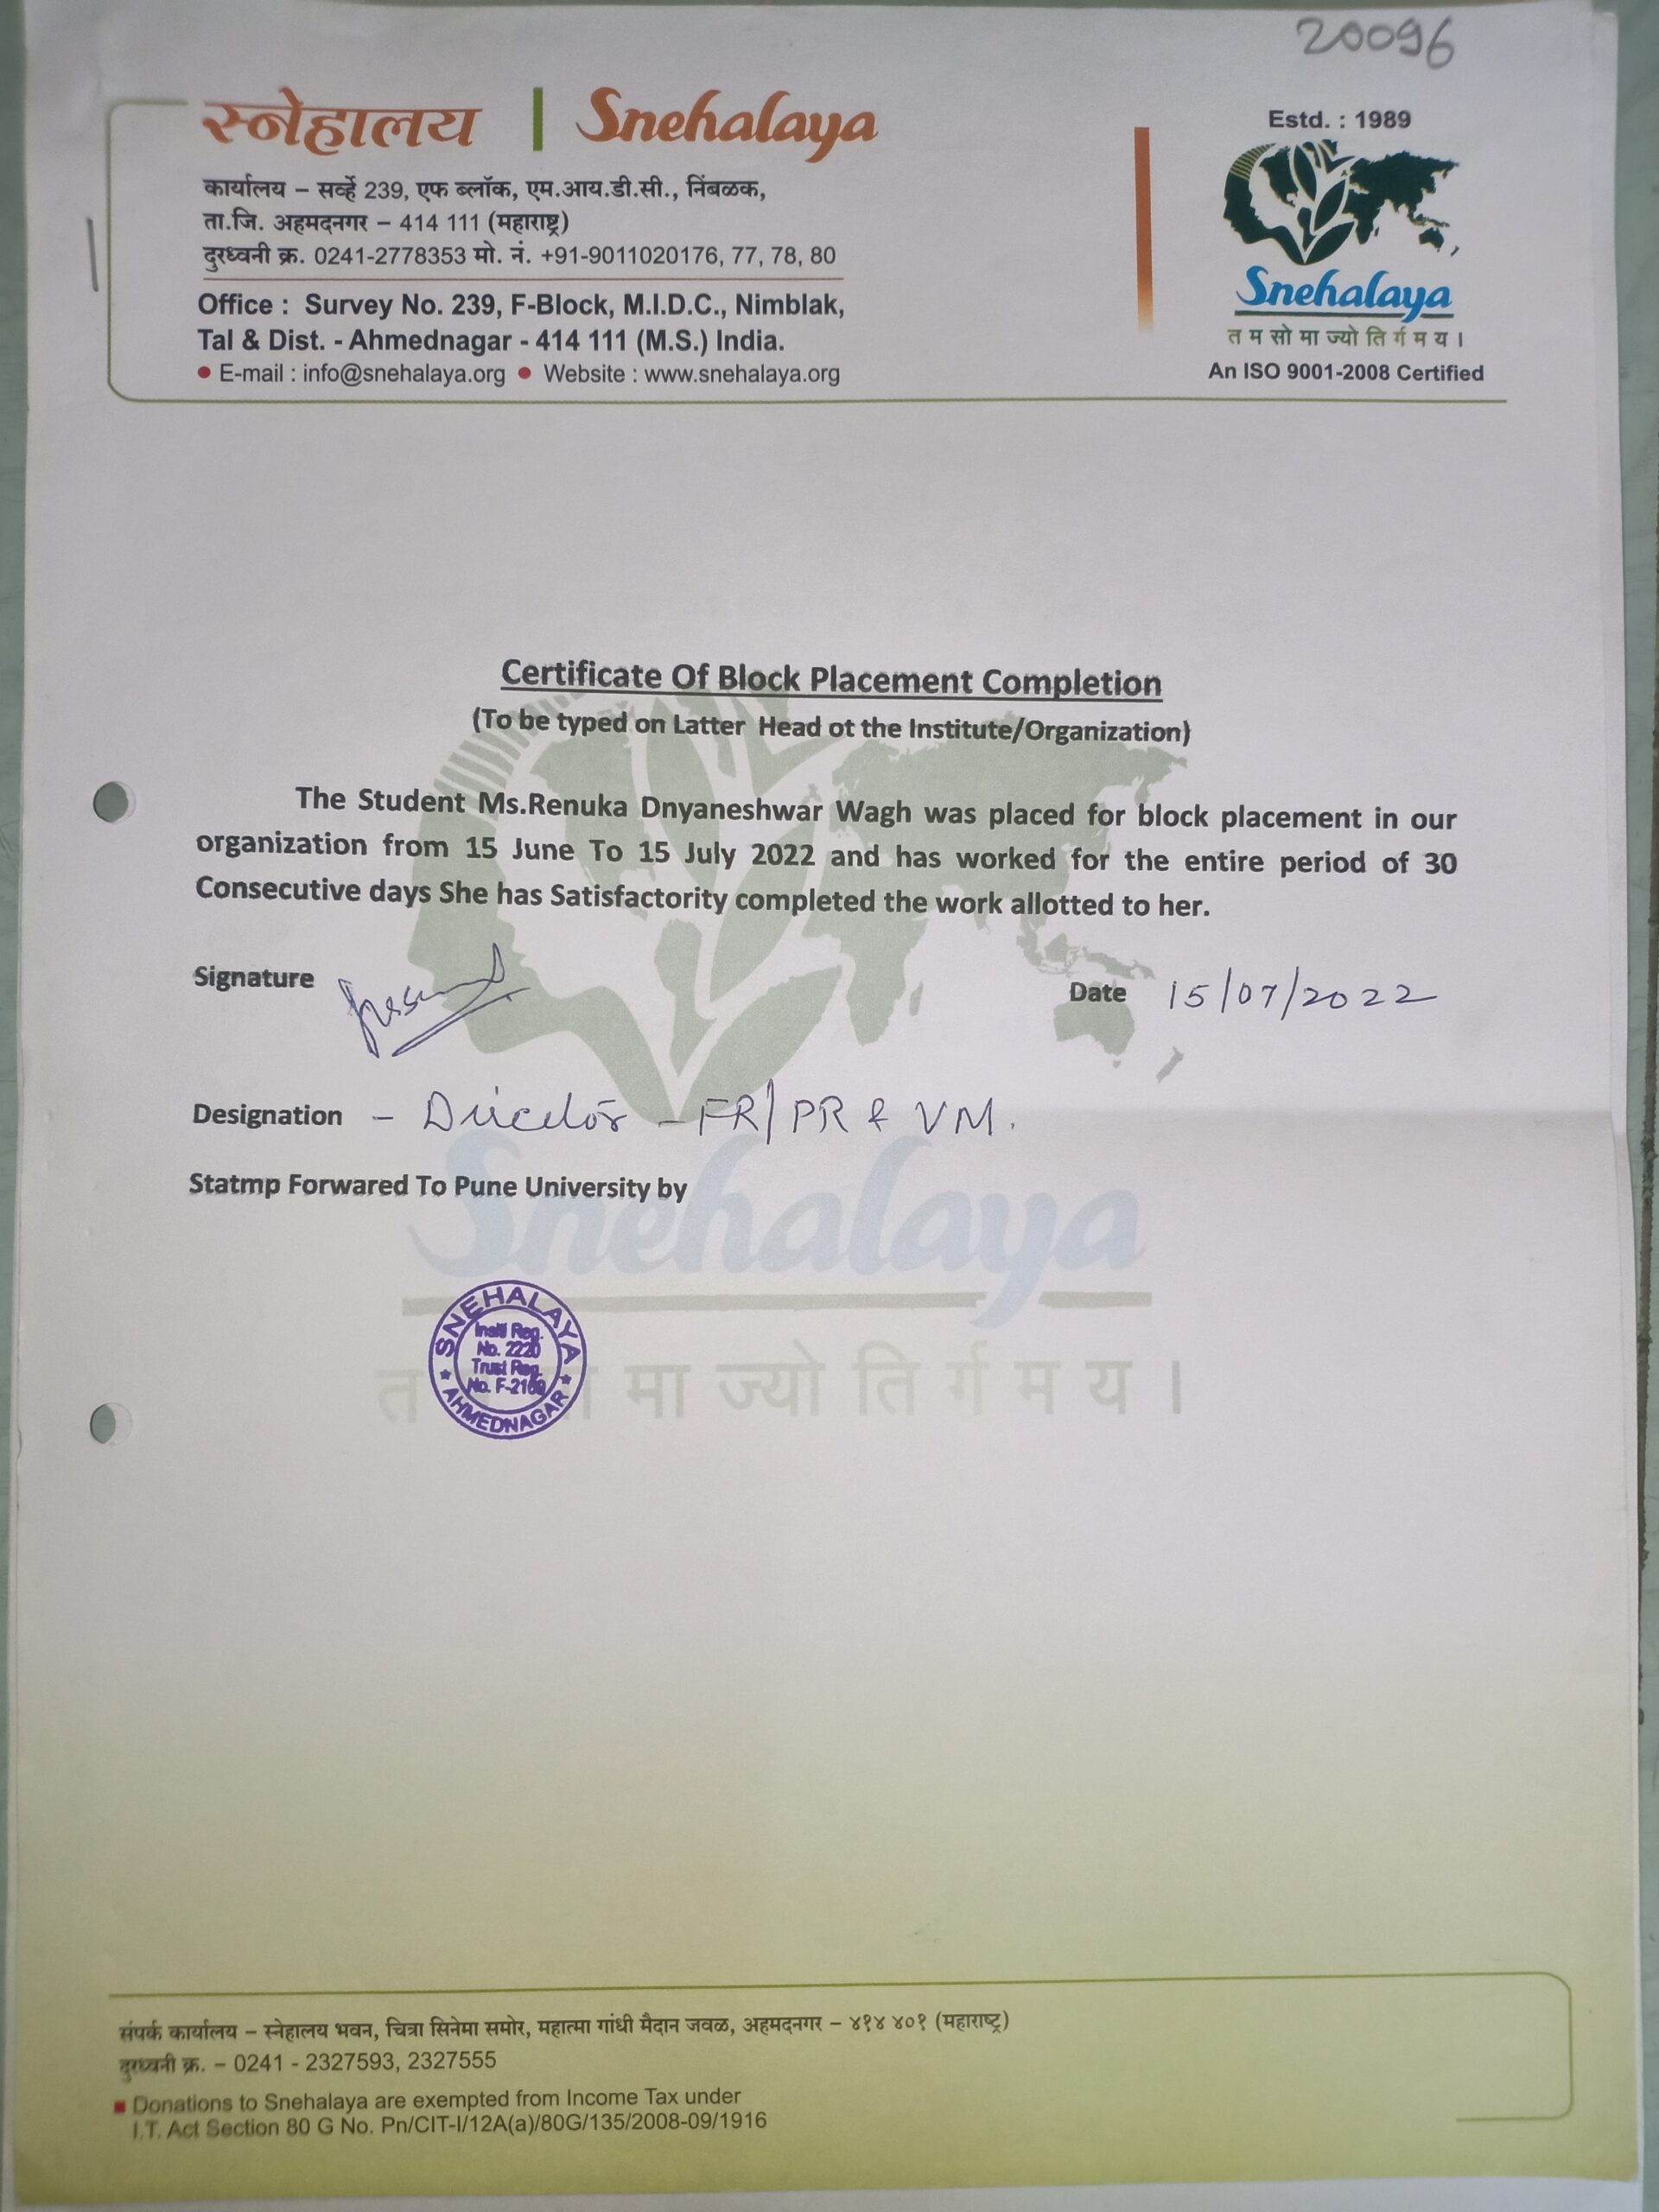 20096
स्नेहालय | Snehalaya
कार्यालय – सर्व्हे 239, एफ ब्लॉक, एम.आय.डी.सी., निंबळक,
ता.जि. अहमदनगर – 414 111 (महाराष्ट्र)
दुरध्वनी क्र. 0241-2778353 मो. नं. +91-9011020176, 77, 78, 80
Office : Survey No. 239, F-Block, M.I.D.C., Nimblak,
Tal & Dist. - Ahmednagar - 414 111 (M.S.) India.
• E-mail : info@snehalaya.org • Website : www.snehalaya.org
Estd. : 1989
Snehalaya
त म सो मा ज्यो ति र्ग म य ।
An ISO 9001-2008 Certified
Certificate Of Block Placement Completion
(To be typed on Latter Head ot the Institute/Organization)
The Student Ms.Renuka Dnyaneshwar Wagh was placed for block placement in our
organization from 15 June To 15 July 2022 and has worked for the entire period of 30
Consecutive days She has Satisfactority completed the work allotted to her.
Signature
Date 15/07/2022
Designation - Director - FR/PR & VM.
Statmp Forwared To Pune University by
Snehalaya
त मा ज्यो ति र्ग म य ।
SNEHALAYA
No. 2220
Trust Reg.
AHMEDNAGAR
संपर्क कार्यालय – स्नेहालय भवन, चित्रा सिनेमा समोर, महात्मा गांधी मैदान जवळ, अहमदनगर – ४१४ ४०१ (महाराष्ट्र)
दुरध्वनी क्र. – 0241 - 2327593, 2327555
Donations to Snehalaya are exempted from Income Tax under
I.T. Act Section 80 G No. Pn/CIT-I/12A(a)/80G/135/2008-09/1916